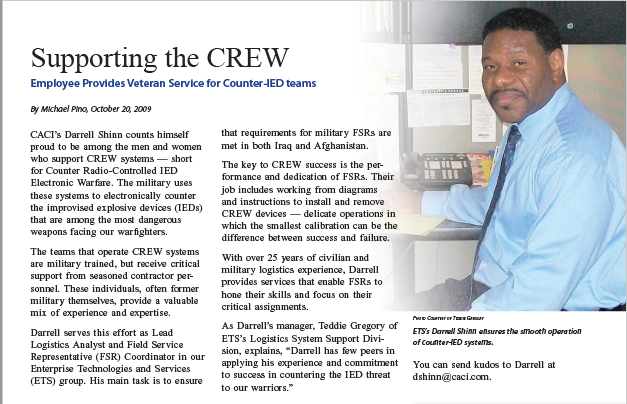 Supporting the CREW
Employee Provides Veteran Service for Counter-IED teams
By Michael Pino, October 20, 2009
CACI's Darrell Shinn counts himself
proud to be among the men and women
who support CREW systems — short
for Counter Radio-Controlled IED
Electronic Warfare. The military uses
these systems to electronically counter
the improvised explosive devices (IEDs)
that are among the most dangerous
weapons facing our warfighters.
The teams that operate CREW systems
are military trained, but receive critical
support from seasoned contractor per-
sonnel. These individuals, often former
military themselves, provide a valuable
mix of experience and expertise.
Darrell serves this effort as Lead
Logistics Analyst and Field Service
Representative (FSR) Coordinator in our
Enterprise Technologies and Services
(ETS) group. His main task is to ensure
that requirements for military FSRs are
met in both Iraq and Afghanistan.
The key to CREW success is the per-
formance and dedication of FSRs. Their
job includes working from diagrams
and instructions to install and remove
CREW devices — delicate operations in
which the smallest calibration can be the
difference between success and failure.
With over 25 years of civilian and
military logistics experience, Darrell
provides services that enable FSRs to
hone their skills and focus on their
critical assignments.
As Darrell's manager, Teddie Gregory of
ETS's Logistics System Support Divi-
sion, explains, "Darrell has few peers in
applying his experience and commitment
to success in countering the IED threat
to our warriors."
Photo Courtesy of Teddie Gregory
ETS's Darrell Shinn ensures the smooth operation
of Counter-IED systems.
You can send kudos to Darrell at
dshinn@caci.com.